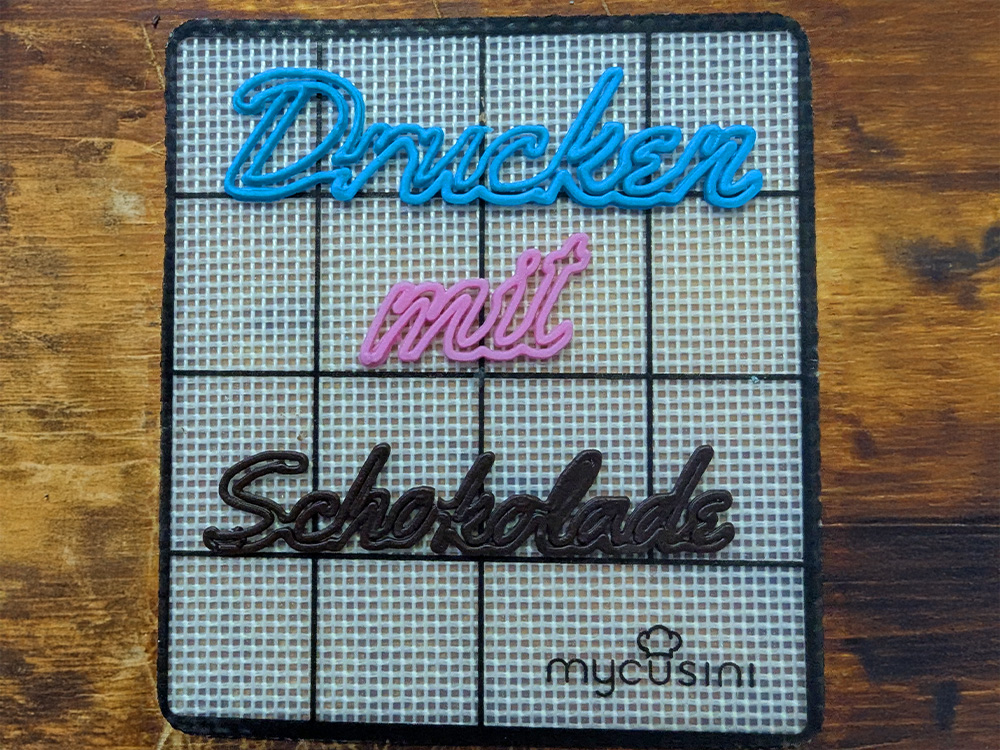 Drucken
mit
Schokolade
mycusini